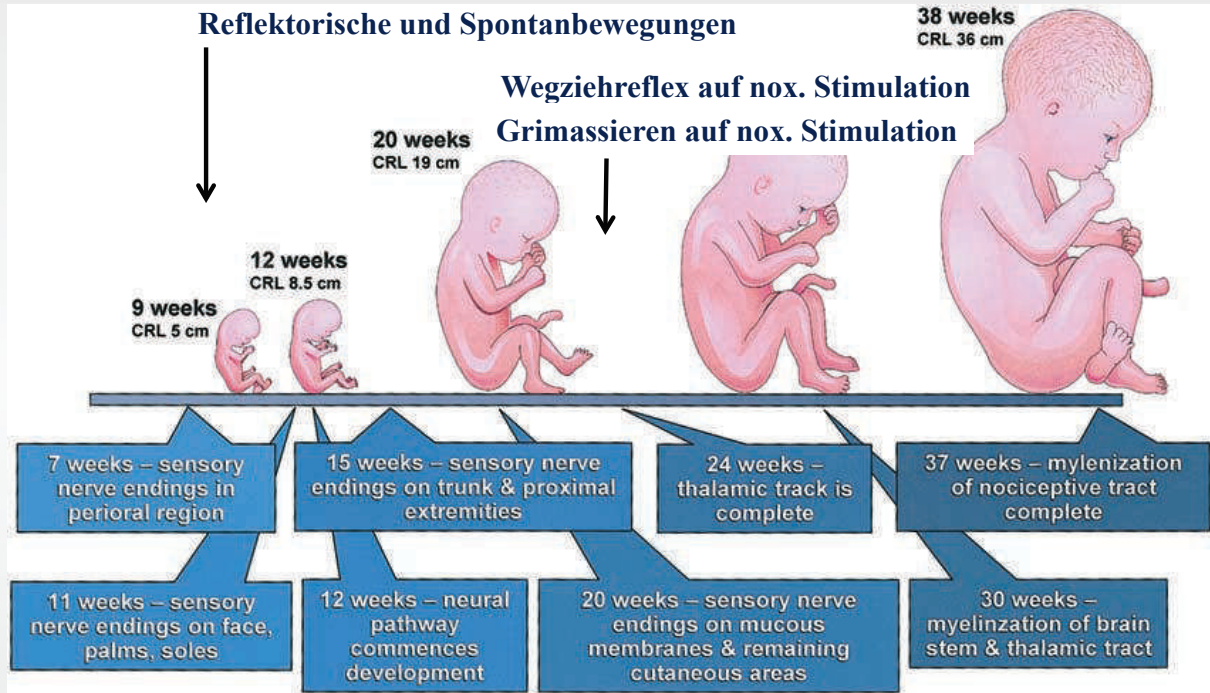 Reflektorische und Spontanbewegungen
38 weeks
CRL 36 cm
Wegziehreflex auf nox. Stimulation
Grimassieren auf nox. Stimulation
20 weeks
CRL 19 cm
12 weeks
CRL 8.5 cm
9 weeks
CRL 5 cm
7 weeks – sensory
nerve endings in
perioral region
15 weeks – sensory nerve
endings on trunk & proximal
extremities
24 weeks –
thalamic track is
complete
37 weeks – mylenization
of nociceptive tract
complete
11 weeks – sensory
nerve endings on face,
palms, soles
12 weeks – neural
pathway
commences
development
20 weeks – sensory nerve
endings on mucous
membranes & remaining
cutaneous areas
30 weeks –
myelinzation of brain
stem & thalamic tract